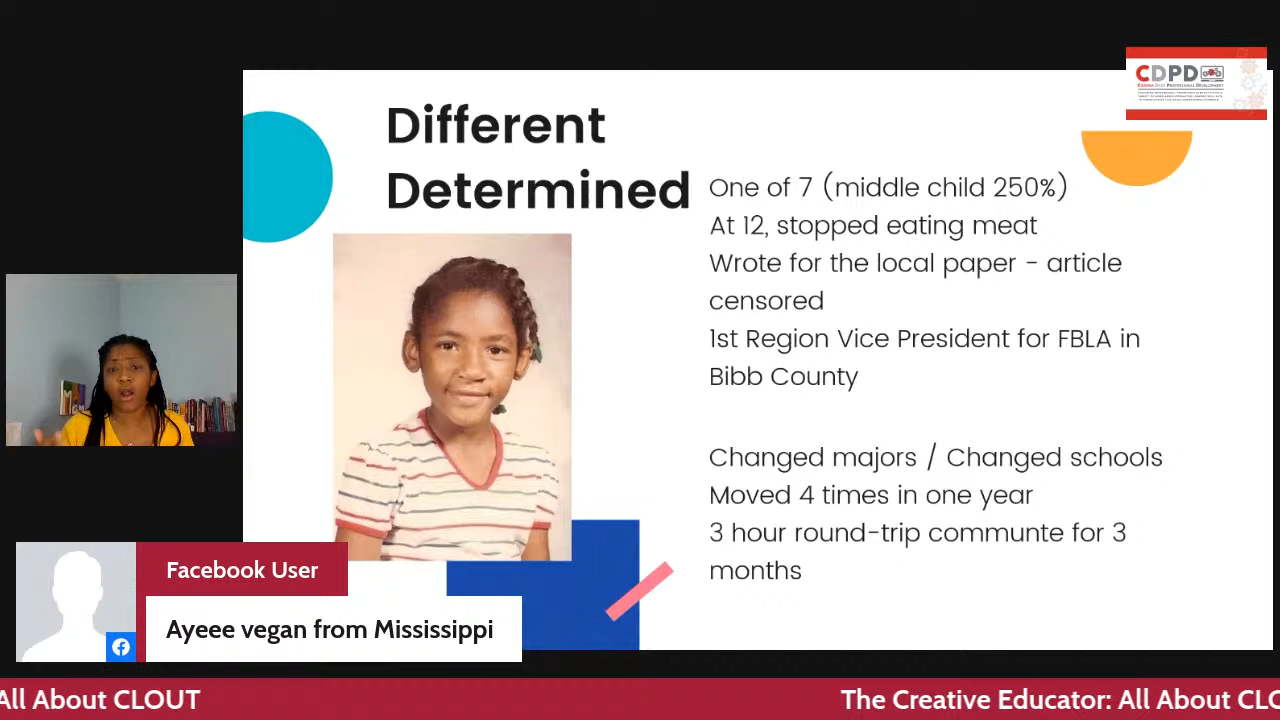 CDPD
Different
Determined
One of 7 (middle child 250%)
At 12, stopped eating meat
Wrote for the local paper - article
censored
1st Region Vice President for FBLA in
Bibb County
Changed majors / Changed schools
Moved 4 times in one year
3 hour round-trip communte for 3
months
Facebook User
Ayeee vegan from Mississippi
All About CLOUT
The Creative Educator: All About CLO